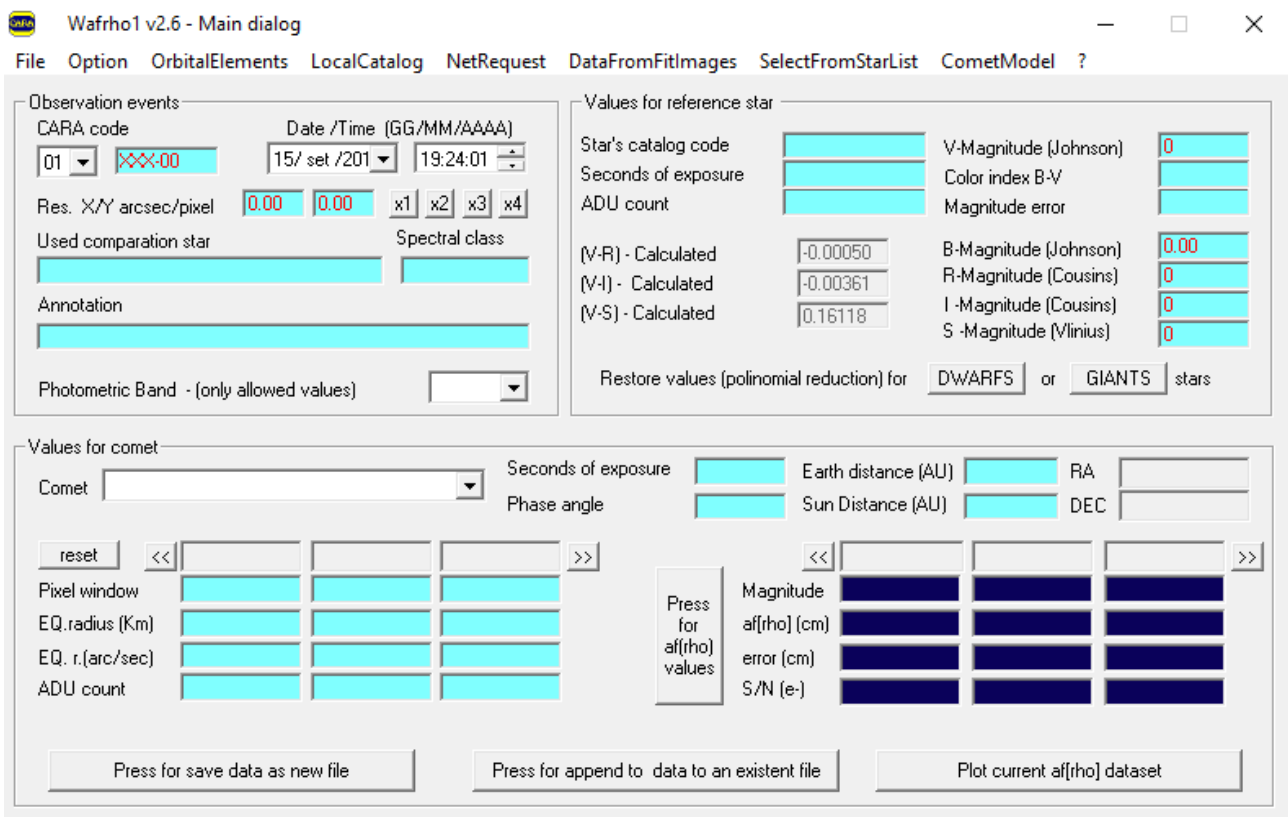 CARA Wafrho1 v2.6 - Main dialog
File Option OrbitalElements LocalCatalog NetRequest DataFromFitImages SelectFromStarList CometModel ?
Observation events
CARA code Date /Time (GG/MM/AAAA)
01 XXX-00 15/ set /201 19:24:01
Res. X/Y arcsec/pixel 0.00 0.00 x1 x2 x3 x4
Used comparation star Spectral class
Annotation
Photometric Band - (only allowed values)
Values for reference star
Star's catalog code V-Magnitude (Johnson) 0
Seconds of exposure Color index B-V
ADU count Magnitude error
(V-R) - Calculated -0.00050 B-Magnitude (Johnson) 0.00
(V-I) - Calculated -0.00361 R-Magnitude (Cousins) 0
(V-S) - Calculated 0.16118 I -Magnitude (Cousins) 0
S -Magnitude (Vlinius) 0
Restore values (polinomial reduction) for DWARFS or GIANTS stars
Values for comet
Comet Seconds of exposure Earth distance (AU) RA
Phase angle Sun Distance (AU) DEC
reset << >> << >>
Pixel window
EQ.radius (Km)
EQ. r.(arc/sec)
ADU count
Press
for
af(rho)
values
Magnitude
af[rho] (cm)
error (cm)
S/N (e-)
Press for save data as new file Press for append to data to an existent file Plot current af[rho] dataset